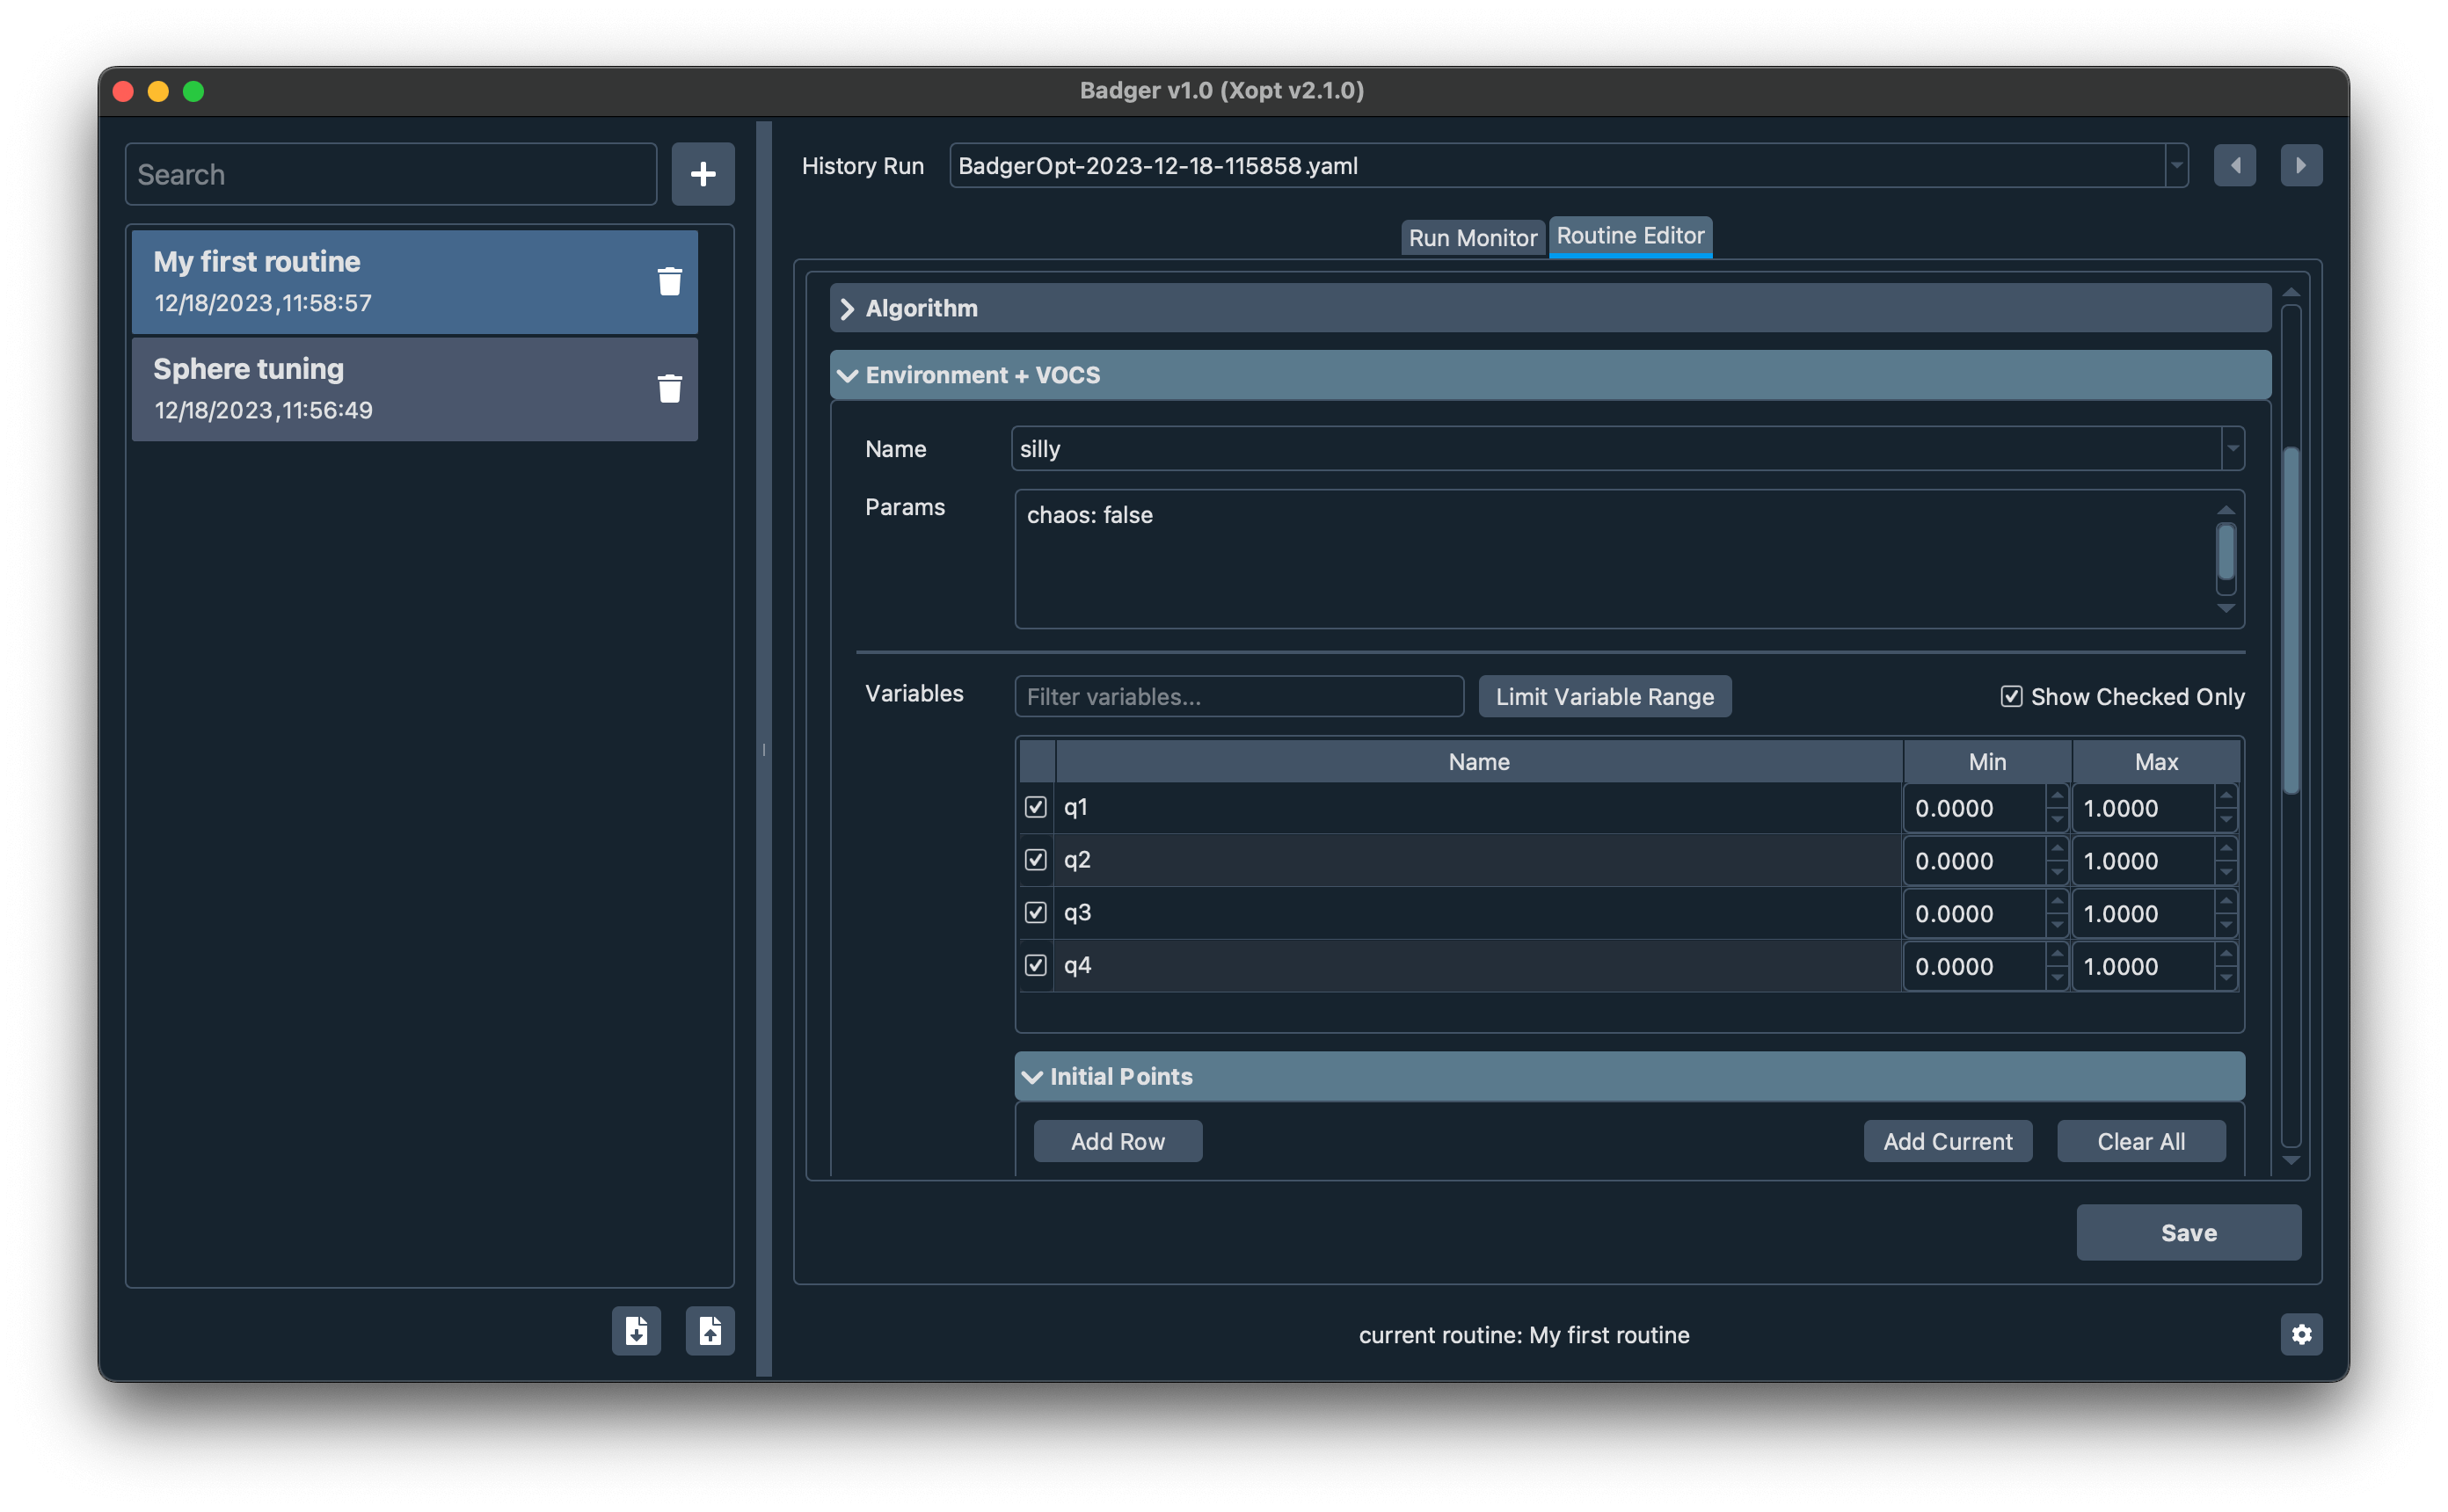 Badger v1.0 (Xopt v2.1.0)
Search
My first routine
12/18/2023,11:58:57
Sphere tuning
12/18/2023,11:56:49
History Run BadgerOpt-2023-12-18-115858.yaml
Run Monitor Routine Editor
Algorithm
Environment + VOCS
Name silly
Params chaos: false
Variables Filter variables... Limit Variable Range Show Checked Only
Name Min Max
q1 0.0000 1.0000
q2 0.0000 1.0000
q3 0.0000 1.0000
q4 0.0000 1.0000
Initial Points
Add Row Add Current Clear All
Save
current routine: My first routine